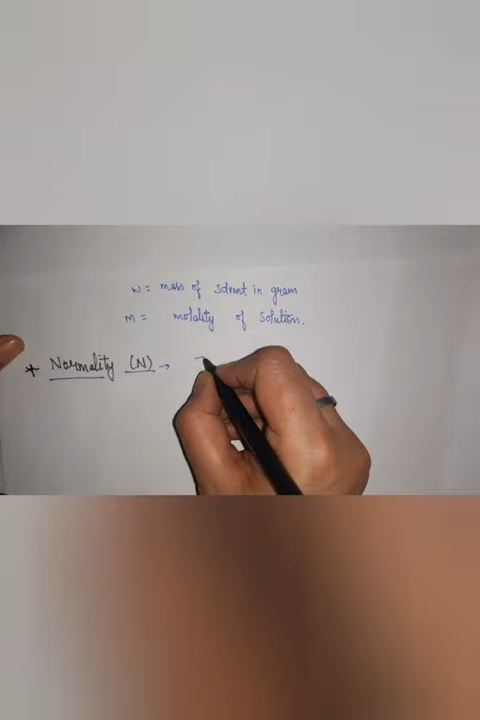 w = mass of solvent in gram
m = molality of solution.
* Normality (N) →